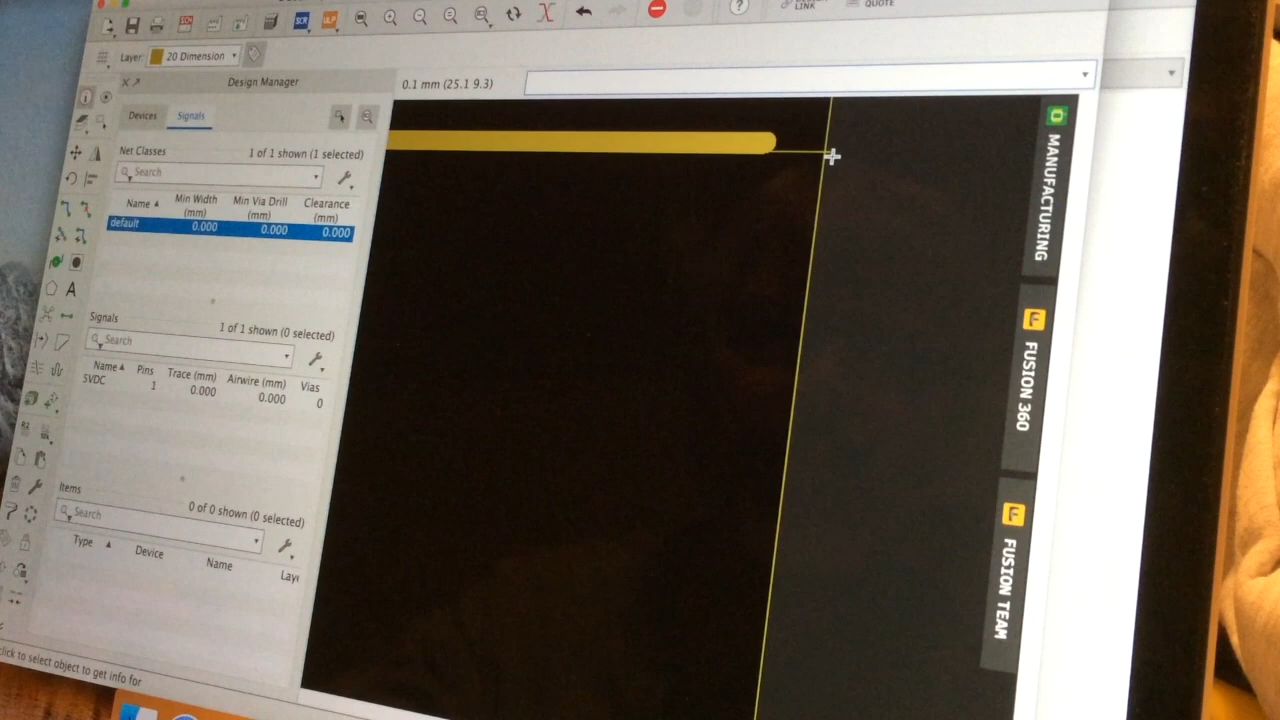 SCR
ULP
?
LINK
QUOTE
Layer:
20 Dimension
Design Manager
0.1 mm (25.1 9.3)
Devices
Signals
Net Classes
1 of 1 shown (1 selected)
Search
Name
Min Width
(mm)
Min Via Drill
(mm)
Clearance
(mm)
default
0.000
0.000
0.000
A
Signals
1 of 1 shown (0 selected)
Search
Name
Pins
Trace (mm)
Airwire (mm)
Vias
5VDC
1
0.000
0.000
0
Items
0 of 0 shown (0 selected)
Search
Type
Device
Name
Laye
click to select object to get info for
MANUFACTURING
F
FUSION 360
F
FUSION TEAM